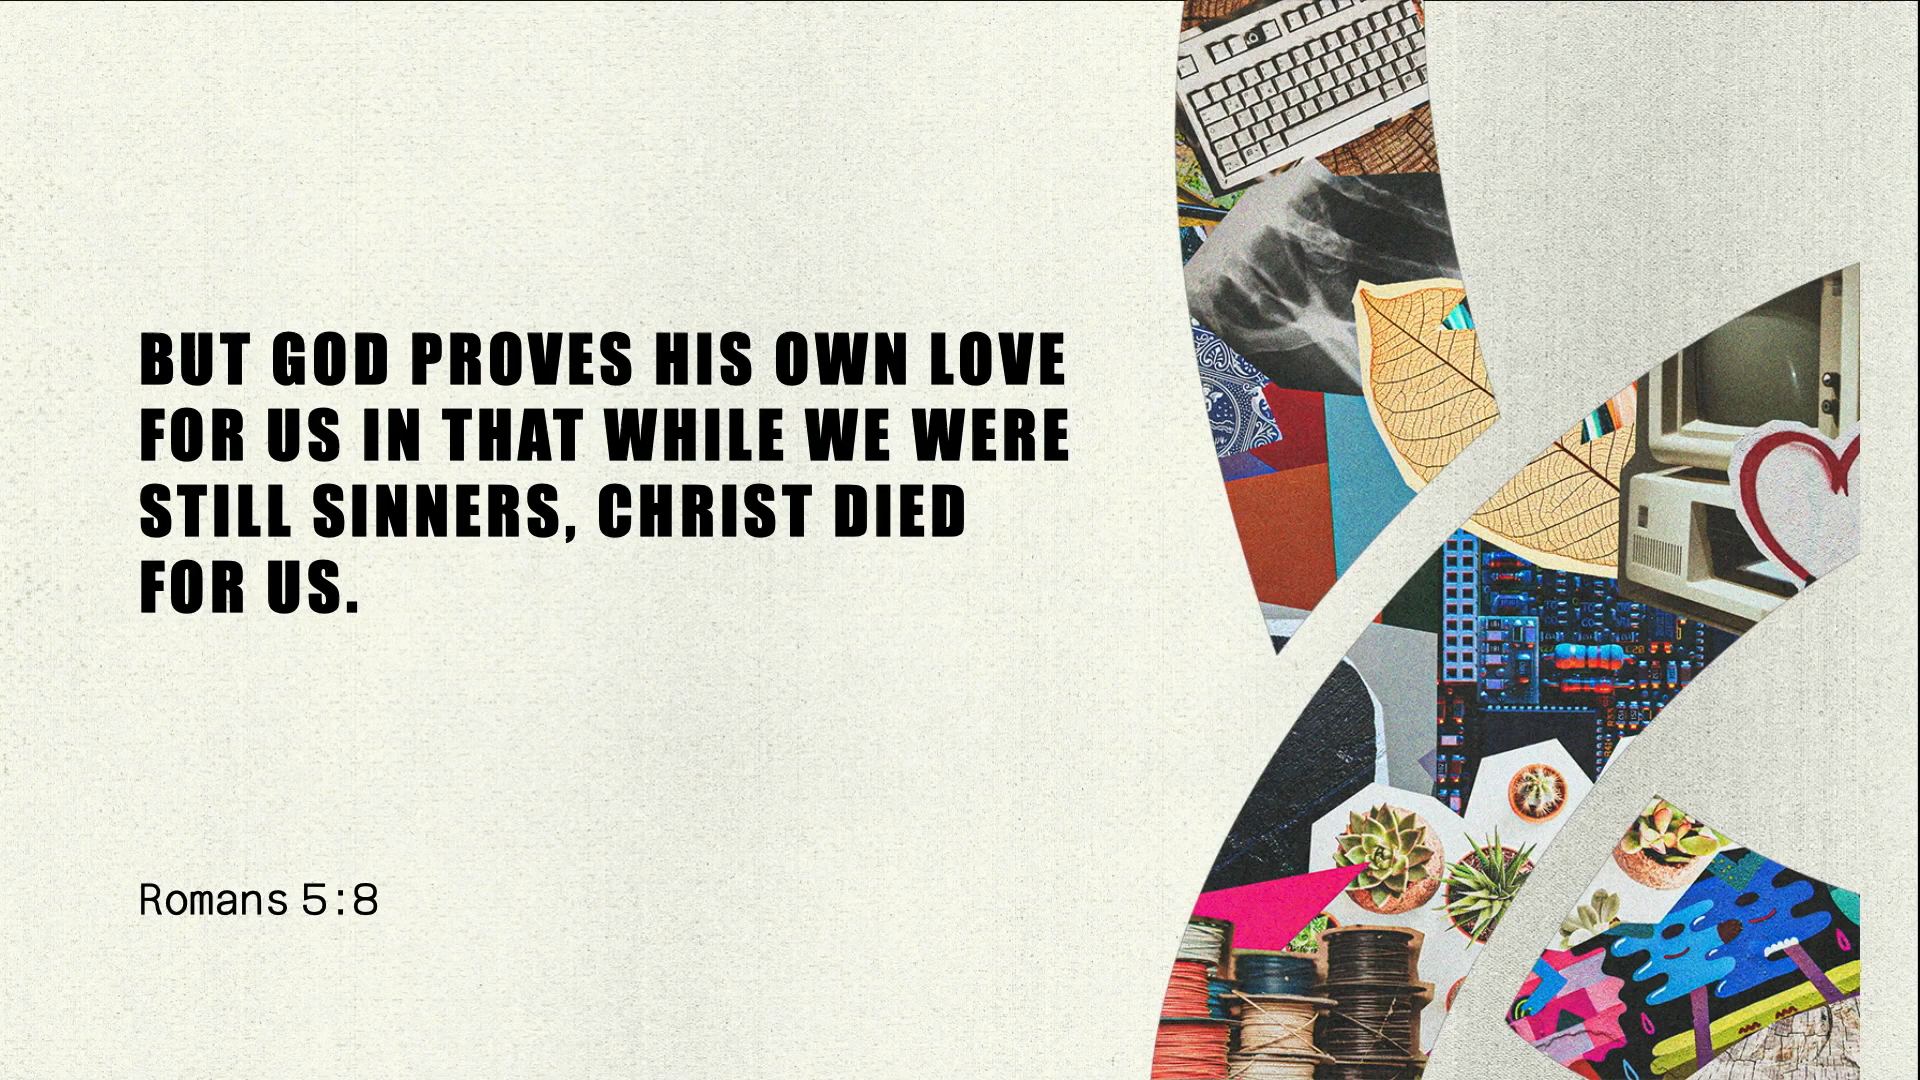 BUT GOD PROVES HIS OWN LOVE
FOR US IN THAT WHILE WE WERE
STILL SINNERS, CHRIST DIED
FOR US.
Romans 5:8